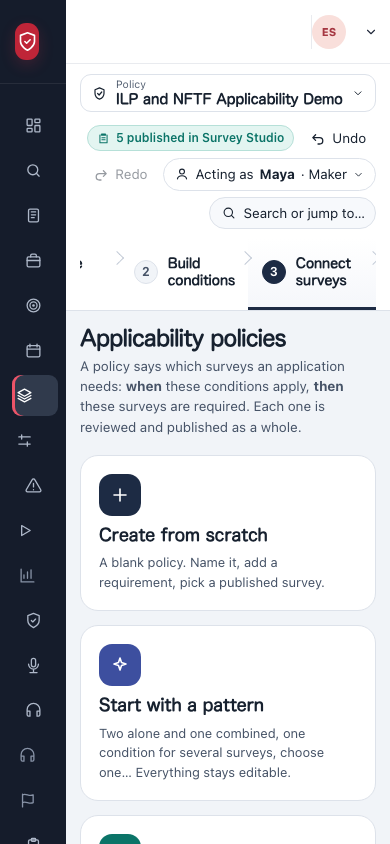 ES
Policy
ILP and NFTF Applicability Demo
5 published in Survey Studio
Undo
Redo
Acting as Maya · Maker
Search or jump to...
e
2
Build
conditions
3
Connect
surveys
Applicability policies
A policy says which surveys an application
needs: when these conditions apply, then
these surveys are required. Each one is
reviewed and published as a whole.
Create from scratch
A blank policy. Name it, add a
requirement, pick a published survey.
Start with a pattern
Two alone and one combined, one
condition for several surveys, choose
one... Everything stays editable.